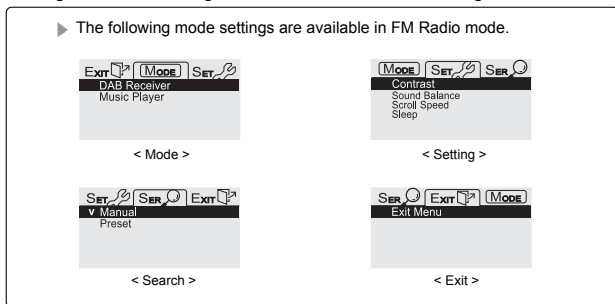 The following mode settings are available in FM Radio mode.
EXIT MODE SET
DAB Receiver
Music Player
< Mode >
MODE SET SER
Contrast
Sound Balance
Scroll Speed
Sleep
< Setting >
SET SER EXIT
v Manual
Preset
< Search >
SER EXIT MODE
Exit Menu
< Exit >